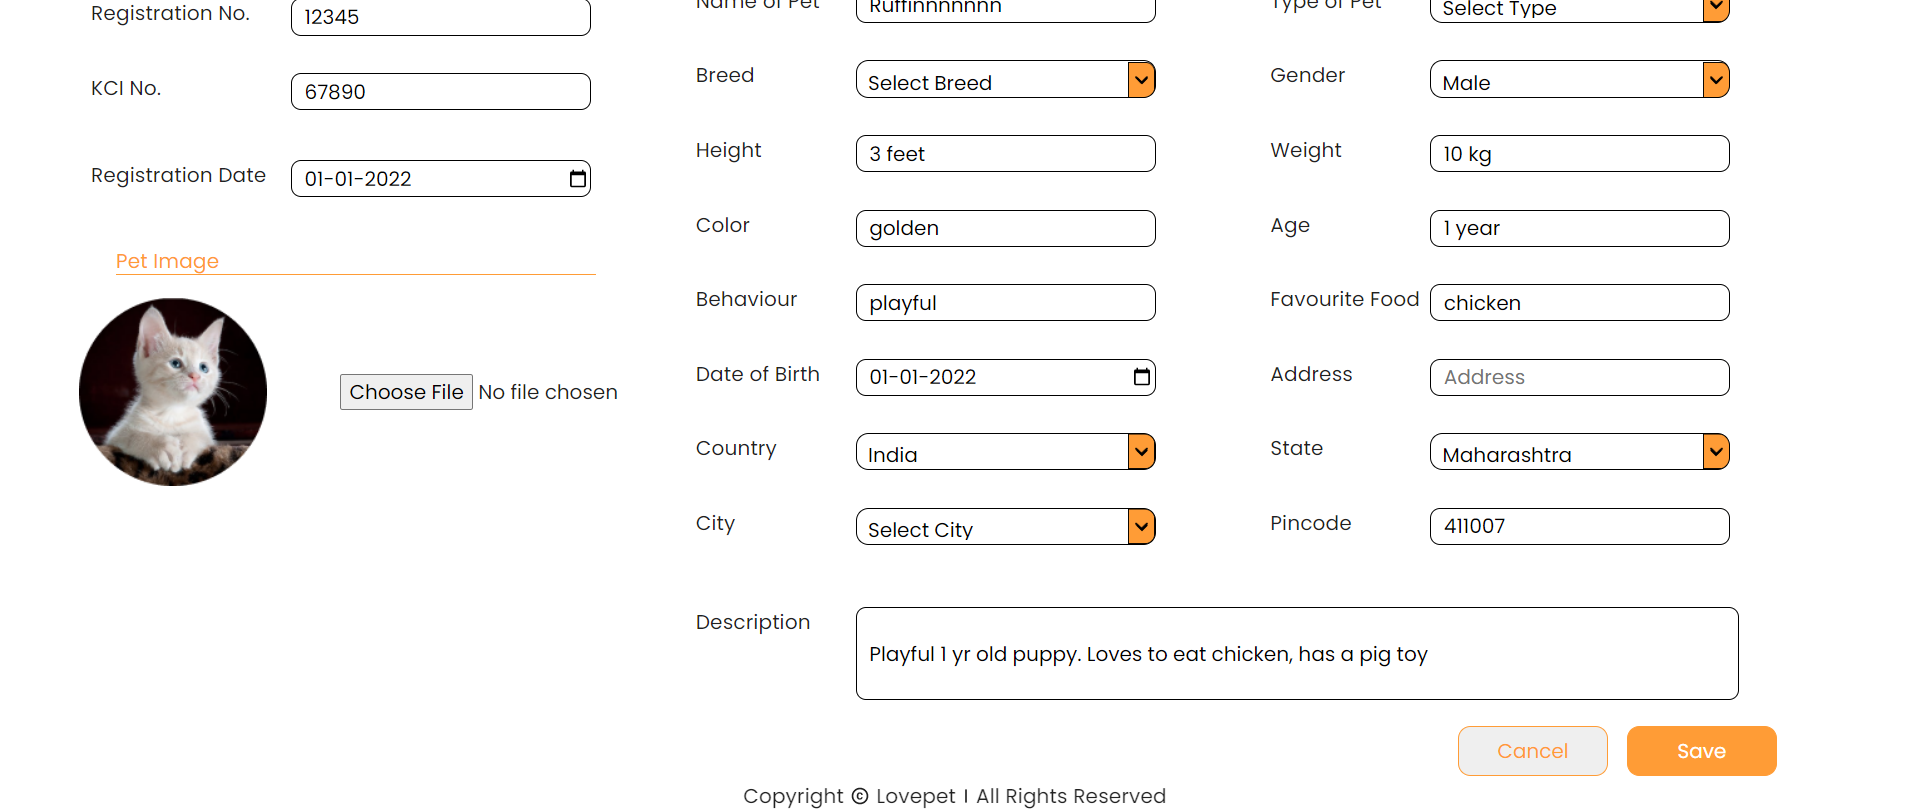 Registration No.
12345
KCI No.
67890
Registration Date
01-01-2022
Pet Image
Choose File No file chosen
Name of Pet
Ruffinnnnnnn
Type of Pet
Select Type
Breed
Select Breed
Gender
Male
Height
3 feet
Weight
10 kg
Color
golden
Age
1 year
Behaviour
playful
Favourite Food
chicken
Date of Birth
01-01-2022
Address
Address
Country
India
State
Maharashtra
City
Select City
Pincode
411007
Description
Playful 1 yr old puppy. Loves to eat chicken, has a pig toy
Cancel
Save
Copyright © Lovepet | All Rights Reserved